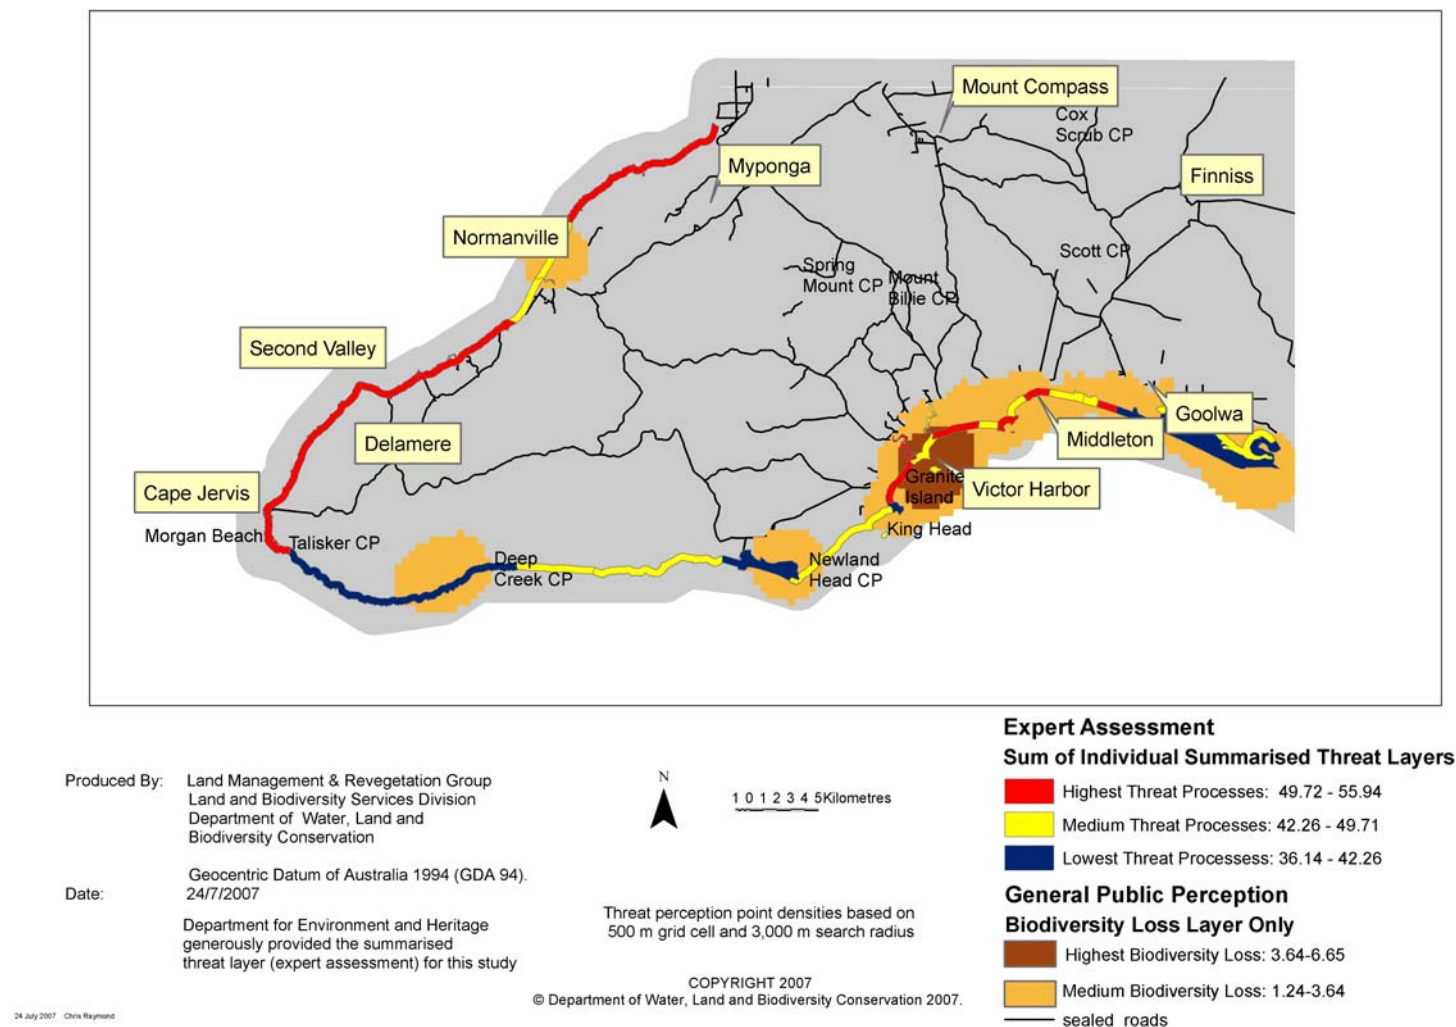 Mount Compass
Cox
Scrub CP
Myponga
Finniss
Normanville
Scott CP
Spring
Mount CP
Mount
Billie CP
Second Valley
Goolwa
Delamere
Middleton
Cape Jervis
Granite
Island
Victor Harbor
Morgan Beach
Talisker CP
King Head
Deep
Creek CP
Newland
Head CP
Expert Assessment
Sum of Individual Summarised Threat Layers
Highest Threat Processes: 49.72 - 55.94
Medium Threat Processes: 42.26 - 49.71
Lowest Threat Processess: 36.14 - 42.26
General Public Perception
Biodiversity Loss Layer Only
Highest Biodiversity Loss: 3.64-6.65
Medium Biodiversity Loss: 1.24-3.64
sealed roads
Produced By: Land Management & Revegetation Group
Land and Biodiversity Services Division
Department of Water, Land and
Biodiversity Conservation
Geocentric Datum of Australia 1994 (GDA 94).
Date: 24/7/2007
Department for Environment and Heritage
generously provided the summarised
threat layer (expert assessment) for this study
N
1 0 1 2 3 4 5Kilometres
Threat perception point densities based on
500 m grid cell and 3,000 m search radius
COPYRIGHT 2007
© Department of Water, Land and Biodiversity Conservation 2007.
24 July 2007 Chris Raymond